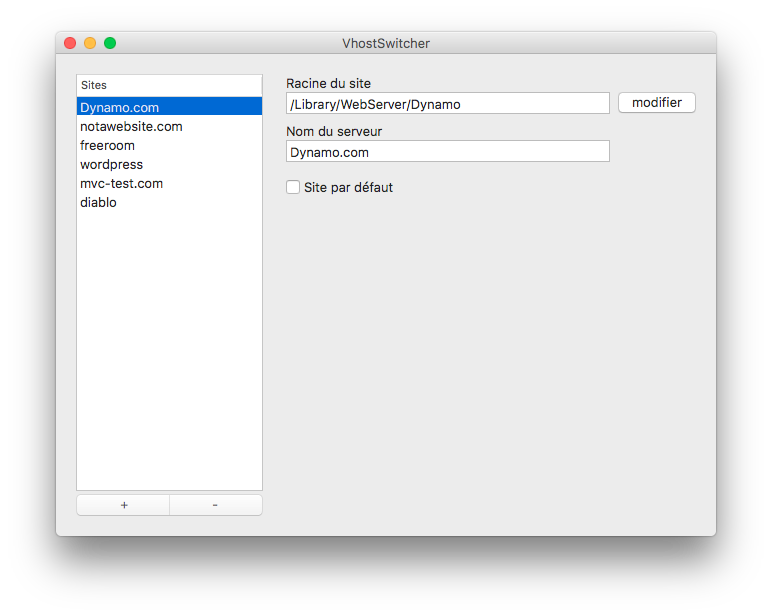 VhostSwitcher
Sites
Dynamo.com
notawebsite.com
freeroom
wordpress
mvc-test.com
diablo
+ -
Racine du site
/Library/WebServer/Dynamo
modifier
Nom du serveur
Dynamo.com
Site par défaut